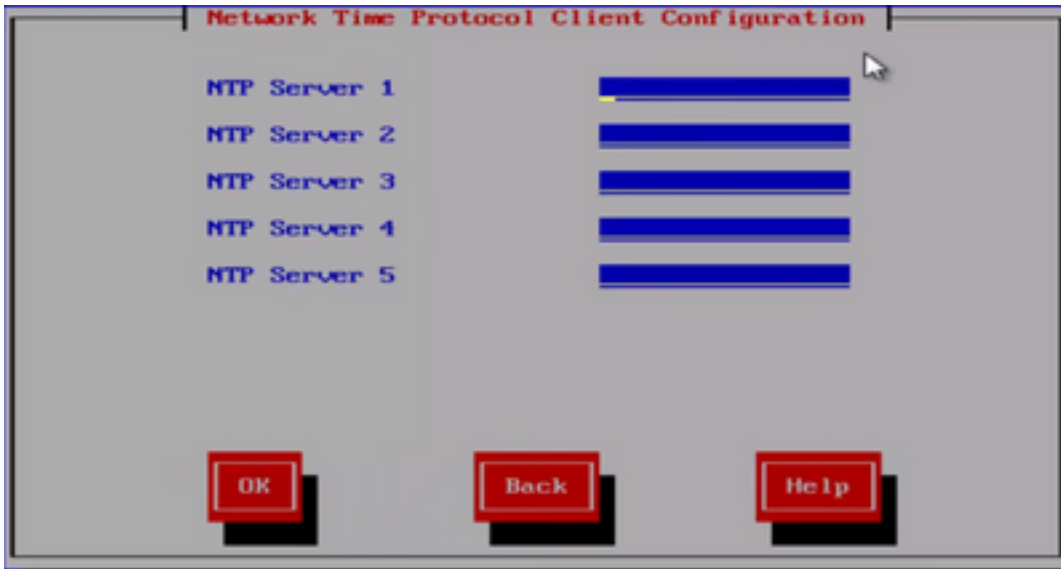 Network Time Protocol Client Configuration
NTP Server 1
NTP Server 2
NTP Server 3
NTP Server 4
NTP Server 5
OK Back Help